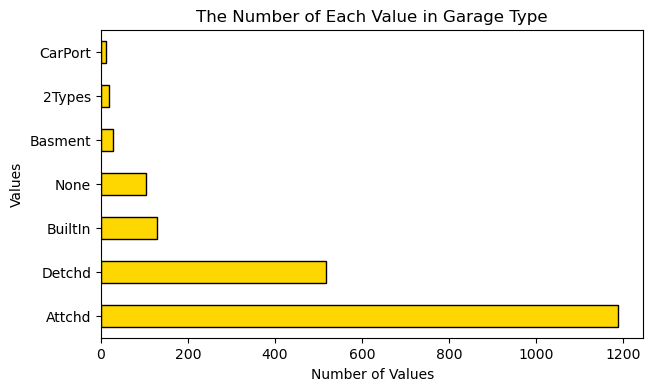 The Number of Each Value in Garage Type
Values
CarPort
2Types
Basment
None
BuiltIn
Detchd
Attchd
0 200 400 600 800 1000 1200
Number of Values